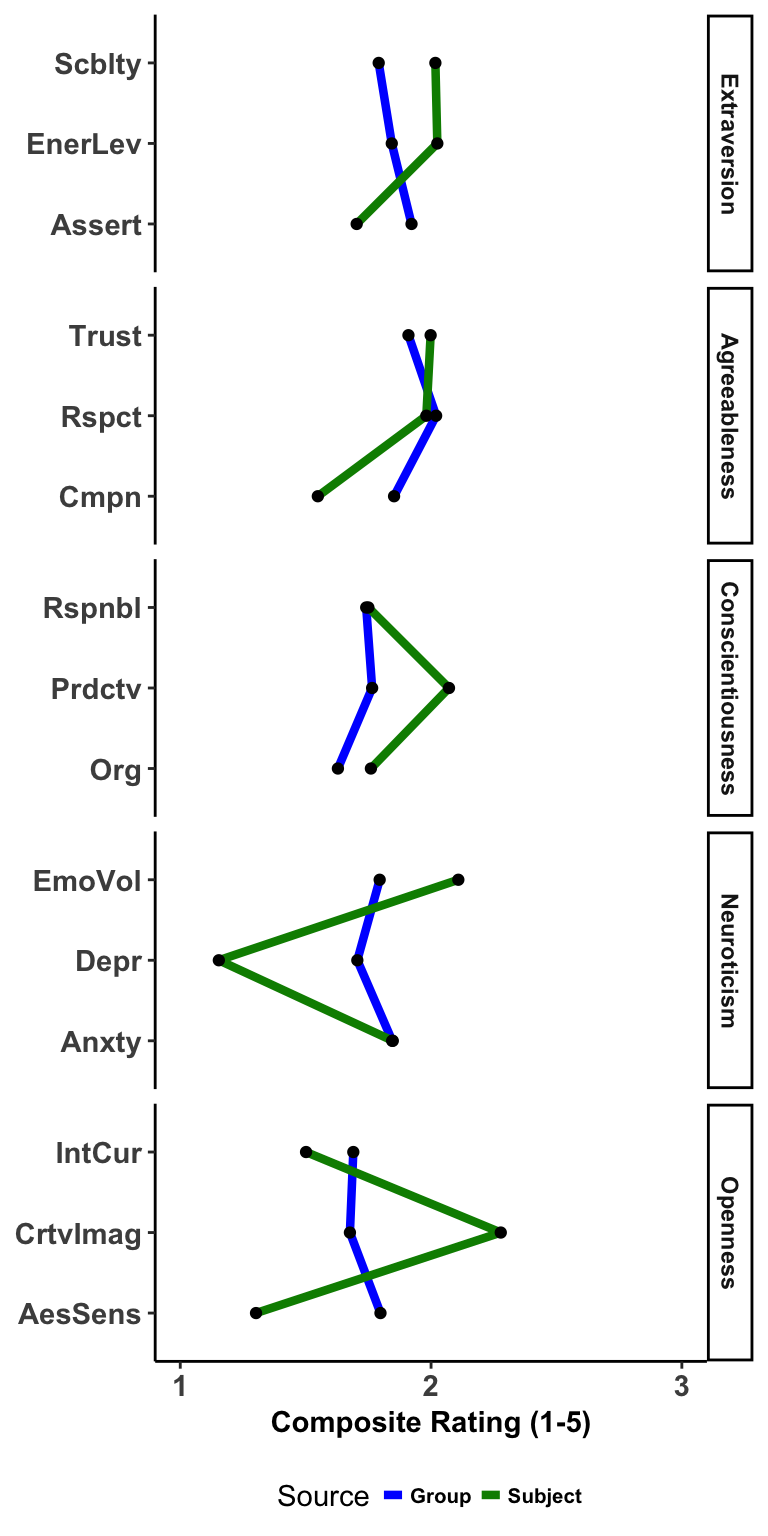 Scblty
EnerLev
Assert
Extraversion
Trust
Rspct
Cmpn
Agreeableness
Rspnbl
Prdctv
Org
Conscientiousness
EmoVol
Depr
Anxty
Neuroticism
IntCur
CrtvImag
AesSens
Openness
1 2 3
Composite Rating (1-5)
Source Group Subject